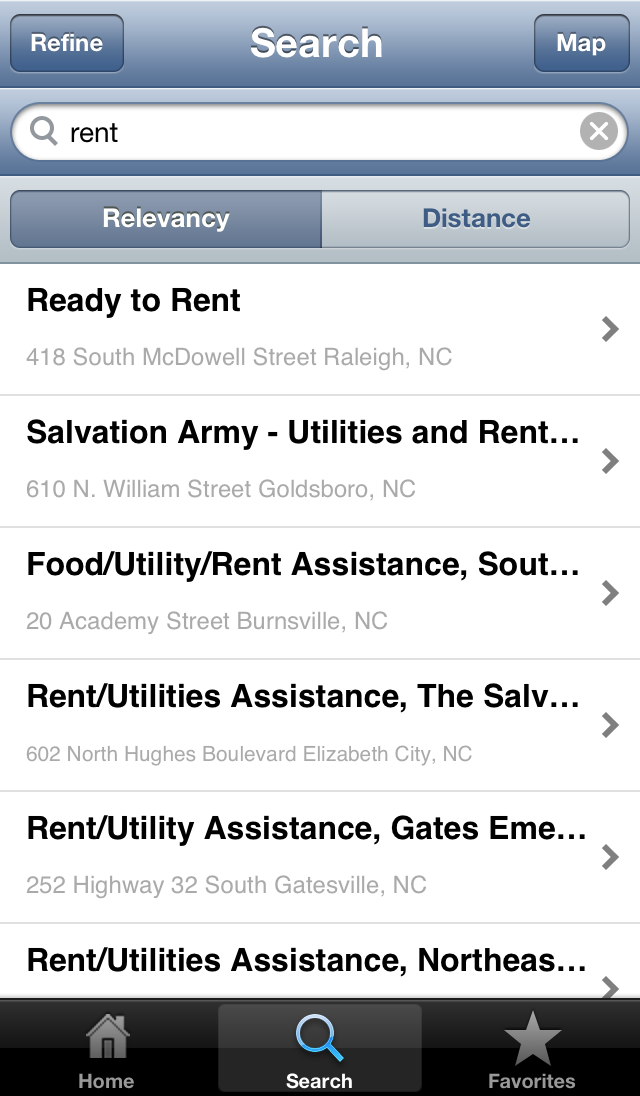 Refine Search Map
rent
Relevancy Distance
Ready to Rent
418 South McDowell Street Raleigh, NC
Salvation Army - Utilities and Rent...
610 N. William Street Goldsboro, NC
Food/Utility/Rent Assistance, Sout...
20 Academy Street Burnsville, NC
Rent/Utilities Assistance, The Salv...
602 North Hughes Boulevard Elizabeth City, NC
Rent/Utility Assistance, Gates Eme...
252 Highway 32 South Gatesville, NC
Rent/Utilities Assistance, Northeas...
Home Search Favorites